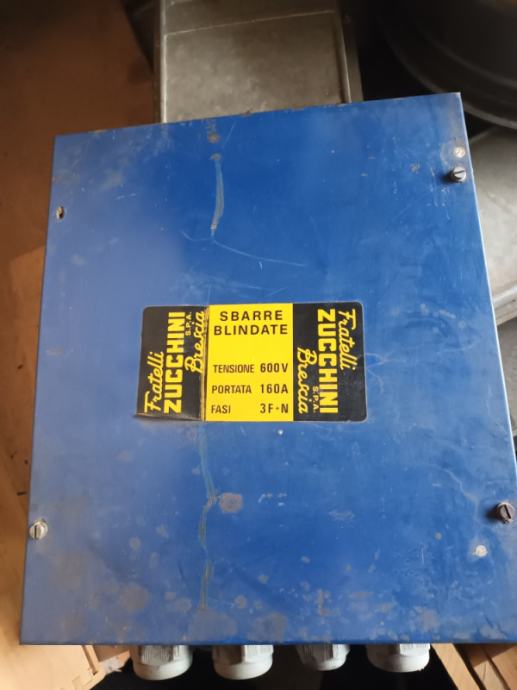 Fratelli
ZUCCHINI
S.P.A.
Brescia
SBARRE
BLINDATE
TENSIONE 600V
PORTATA 160A
FASI 3F+N
Fratelli
ZUCCHINI
S.P.A.
Brescia